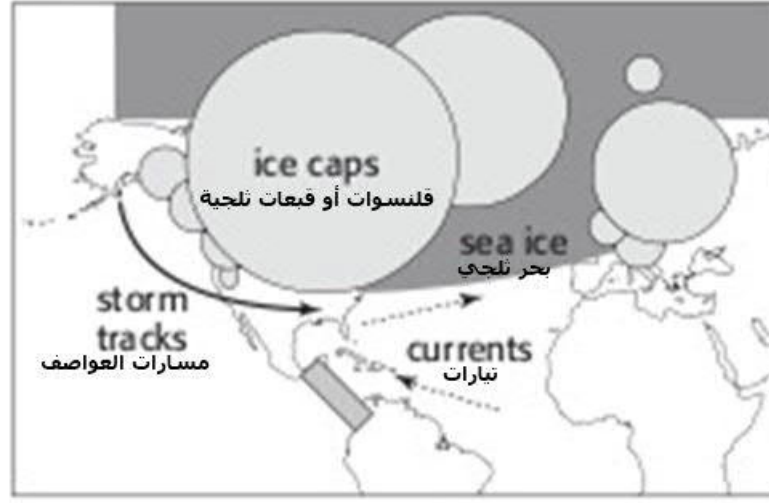 ice caps
قلنسوات أو قبعات ثلجية
sea ice
بحر ثلجي
storm
tracks
مسارات العواصف
currents
تيارات